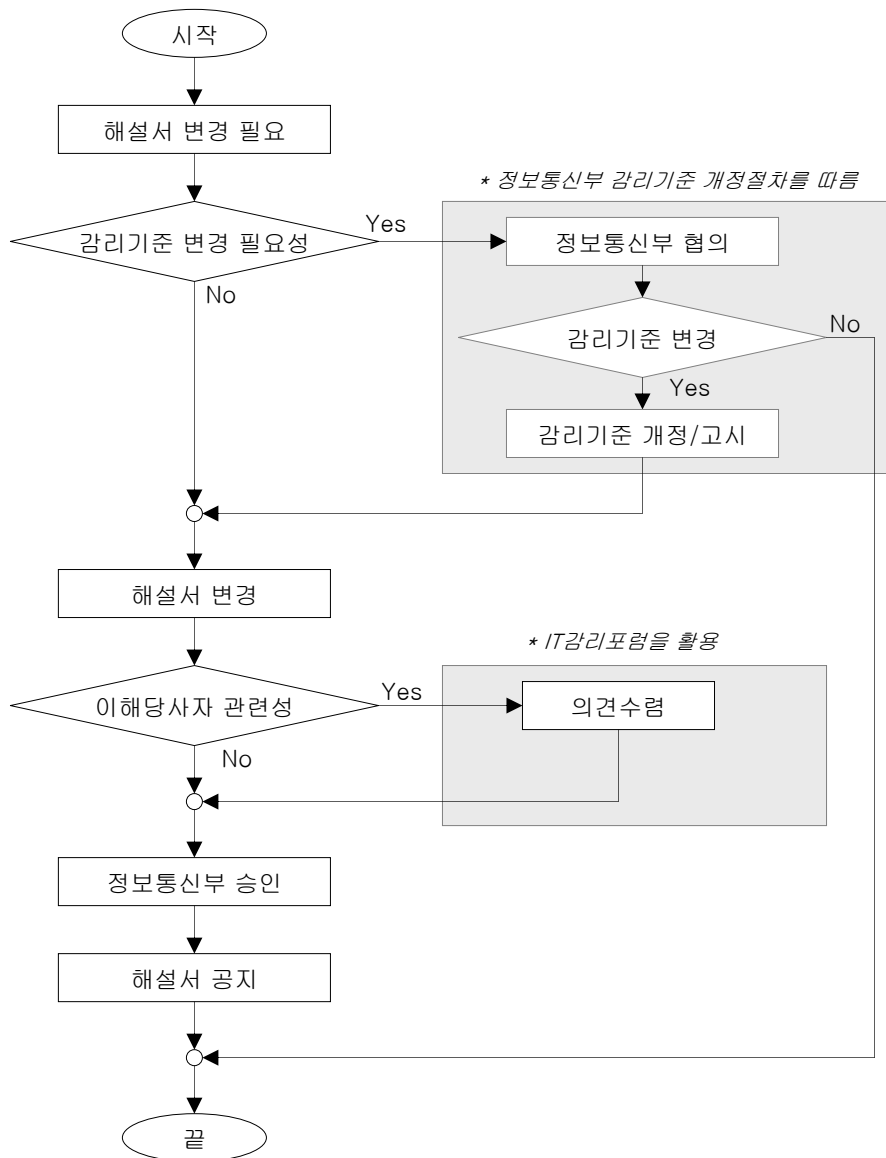 시작
해설서 변경 필요
* 정보통신부 감리기준 개정절차를 따름
감리기준 변경 필요성
Yes
정보통신부 협의
No
감리기준 변경
No
Yes
감리기준 개정/고시
해설서 변경
* IT감리포럼을 활용
이해당사자 관련성
Yes
의견수렴
No
정보통신부 승인
해설서 공지
끝